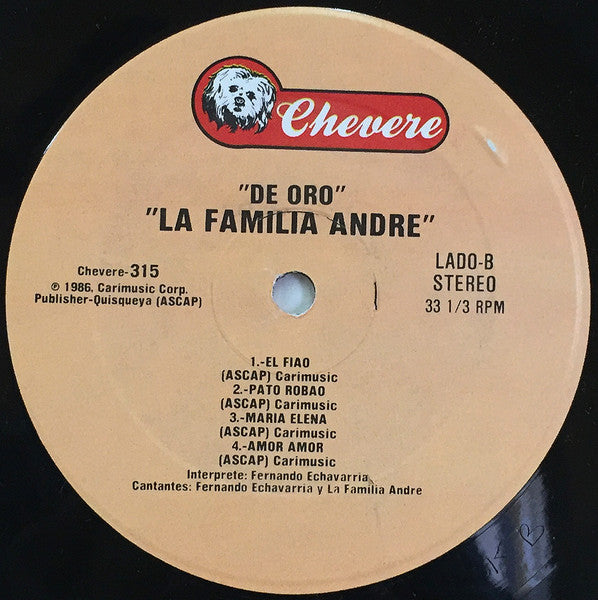 Chevere
"DE ORO"
"LA FAMILIA ANDRE"
Chevere-315
℗ 1986, Carimusic Corp.
Publisher-Quisqueya (ASCAP)
LADO-B
STEREO
33 1/3 RPM
1.-EL FIAO
(ASCAP) Carimusic
2.-PATO ROBAO
(ASCAP) Carimusic
3.-MARIA ELENA
(ASCAP) Carimusic
4.-AMOR AMOR
(ASCAP) Carimusic
Interprete: Fernando Echavarria
Cantantes: Fernando Echavarria y La Familia Andre